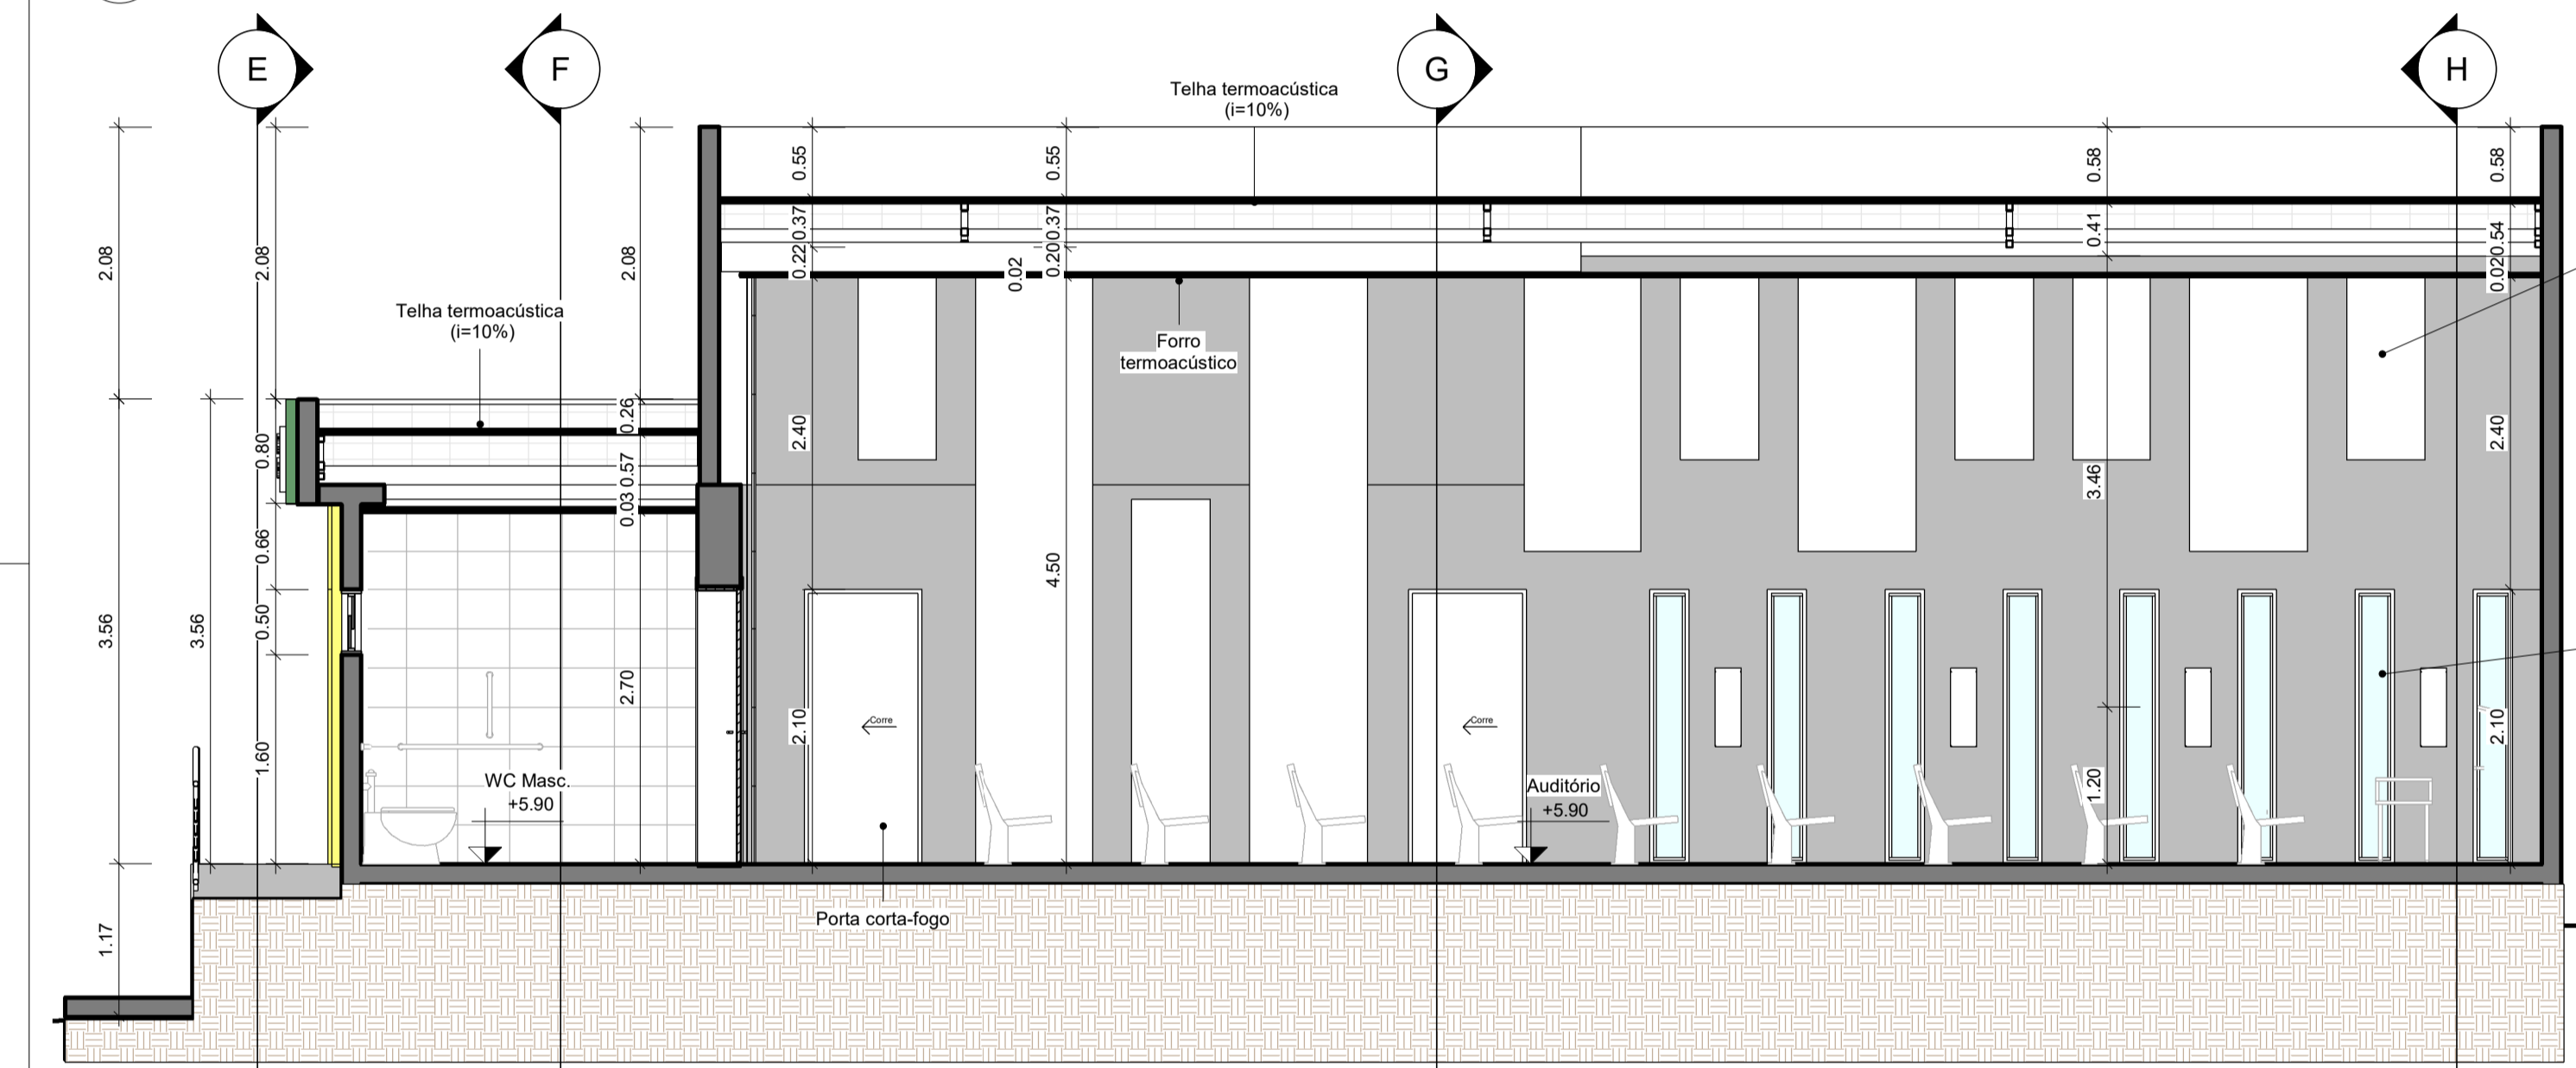 E
F
G
H
Telha termoacústica
(i=10%)
Telha termoacústica
(i=10%)
Forro
termoacústico
2.08
3.56
1.17
3.56
2.08
0.80
0.66
0.50
1.60
2.08
0.26
0.57
0.03
2.70
0.55
0.37
0.22
2.40
2.10
0.02
0.55
0.37
0.20
4.50
0.58
0.41
3.46
1.20
0.58
0.54
0.02
2.40
2.10
Corre
Corre
WC Masc.
+5.90
Auditório
+5.90
Porta corta-fogo